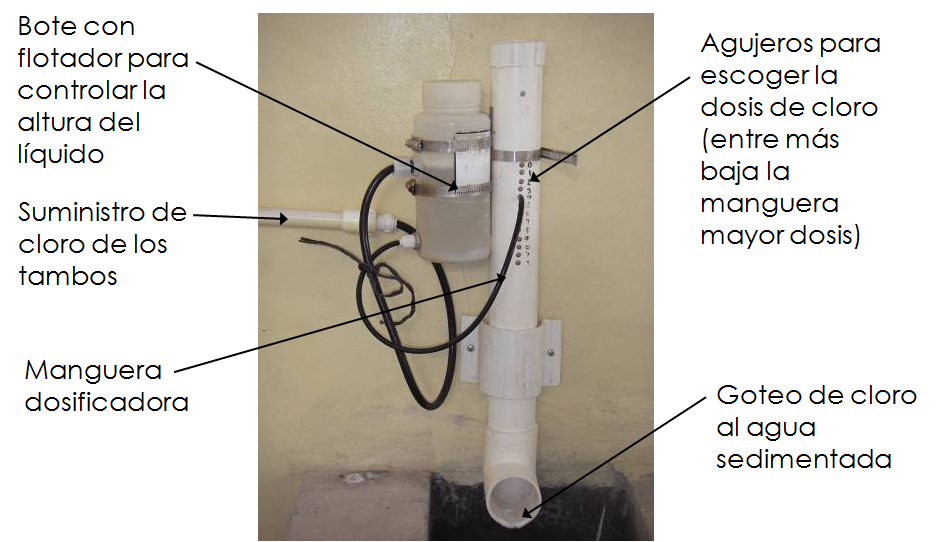 Bote con
flotador para
controlar la
altura del
líquido
Suministro de
cloro de los
tambos
Manguera
dosificadora
Agujeros para
escoger la
dosis de cloro
(entre más
baja la
manguera
mayor dosis)
Goteo de cloro
al agua
sedimentada